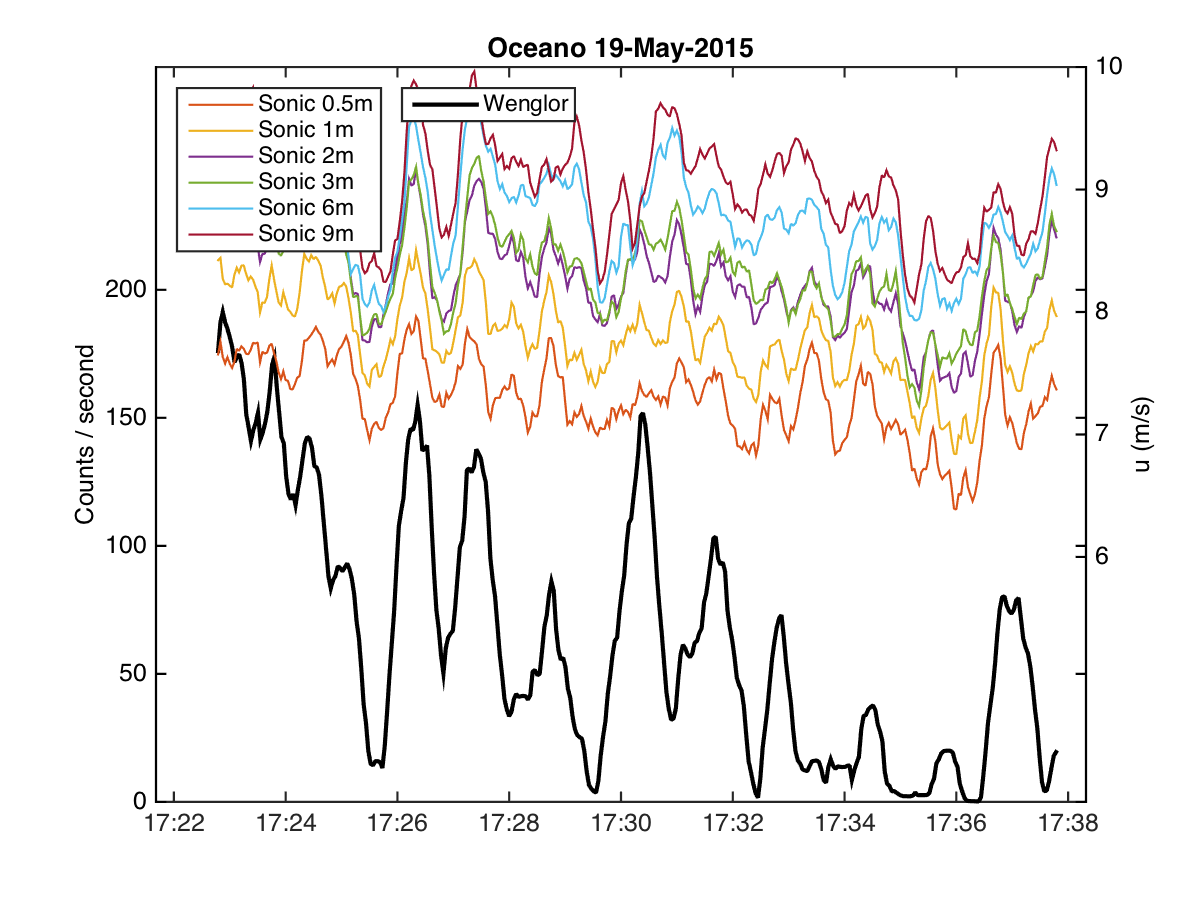 Oceano 19-May-2015
Sonic 0.5m
Sonic 1m
Sonic 2m
Sonic 3m
Sonic 6m
Sonic 9m
Wenglor
Counts / second
200
150
100
50
0
10
9
8
7
6
u (m/s)
17:22 17:24 17:26 17:28 17:30 17:32 17:34 17:36 17:38